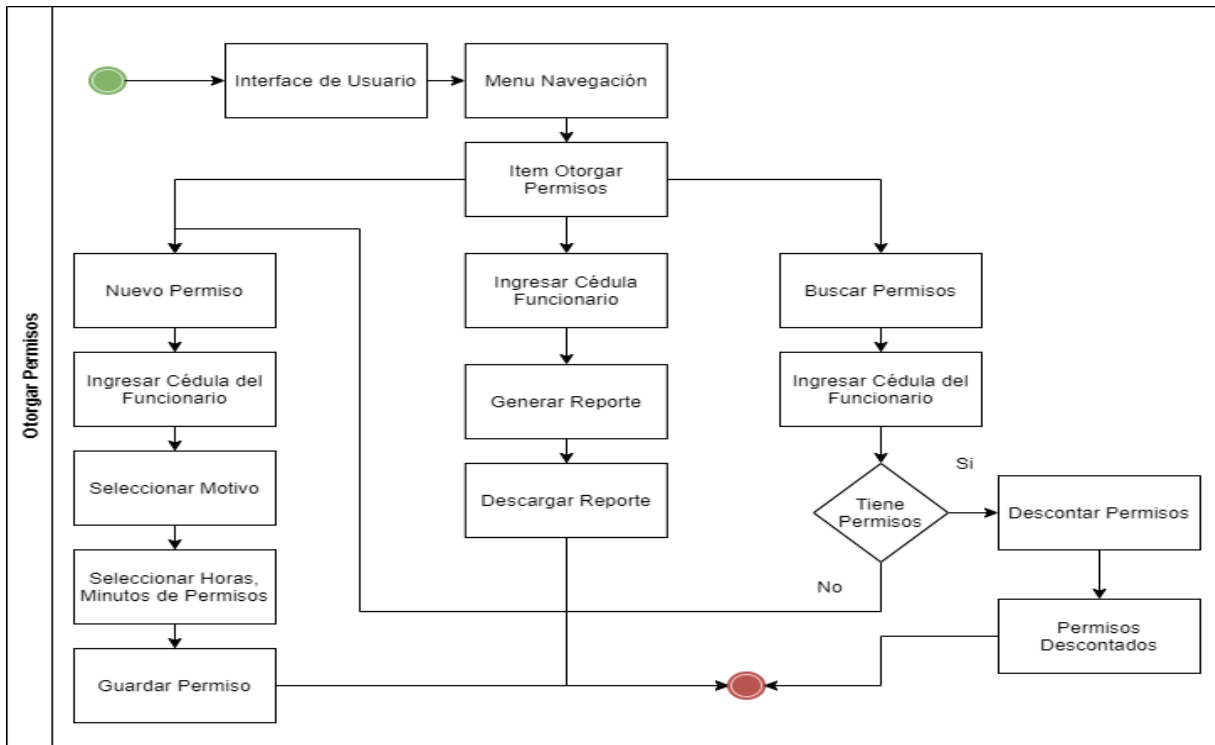 Otorgar Permisos
Interface de Usuario
Menu Navegación
Item Otorgar
Permisos
Nuevo Permiso
Ingresar Cédula del
Funcionario
Seleccionar Motivo
Seleccionar Horas,
Minutos de Permisos
Guardar Permiso
Ingresar Cédula
Funcionario
Generar Reporte
Descargar Reporte
Buscar Permisos
Ingresar Cédula del
Funcionario
Tiene
Permisos
Si
No
Descontar Permisos
Permisos
Descontados